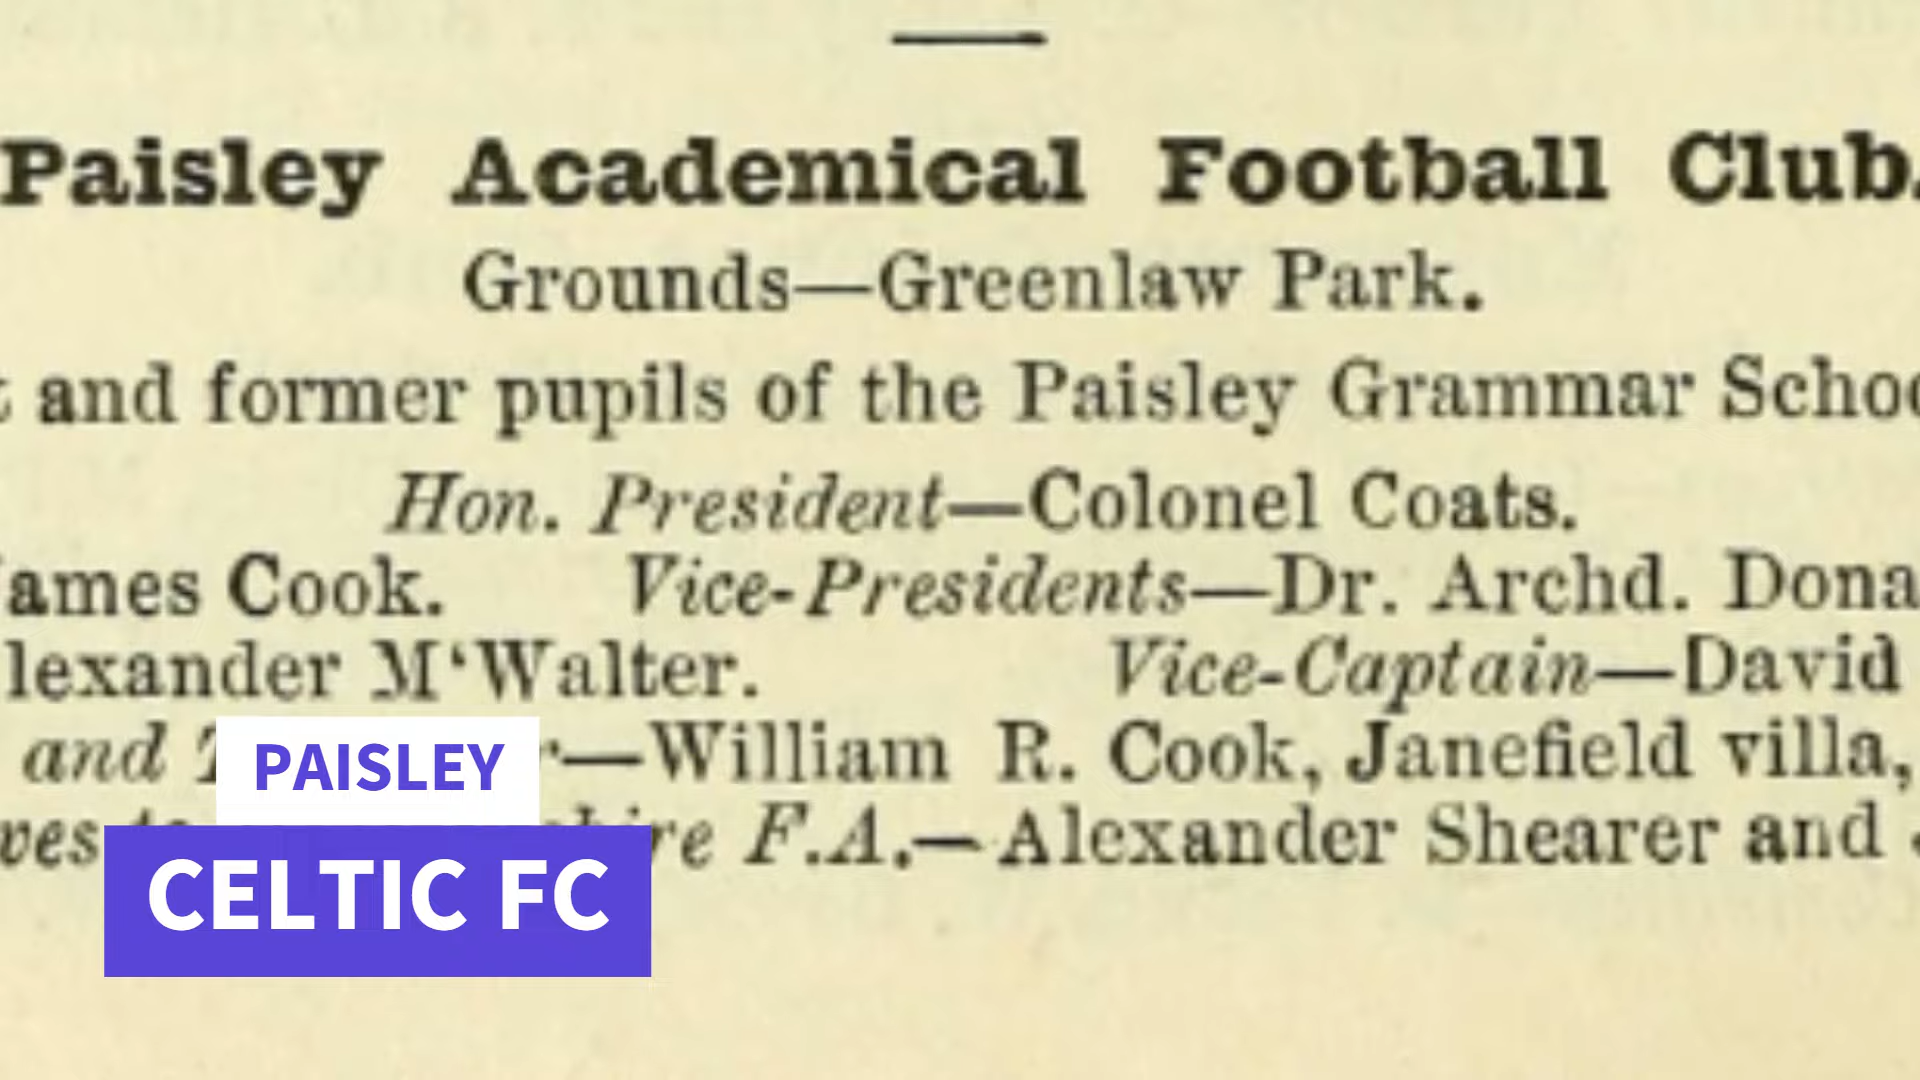 Paisley Academical Football Club.
Grounds—Greenlaw Park.
and former pupils of the Paisley Grammar
Hon. President—Colonel Coats.
ames Cook. Vice-Presidents—Dr. Archd. Dona
lexander M‘Walter. Vice-Captain—David
and —William R. Cook, Janefield villa,
F.A.—Alexander Shearer and
PAISLEY
CELTIC FC